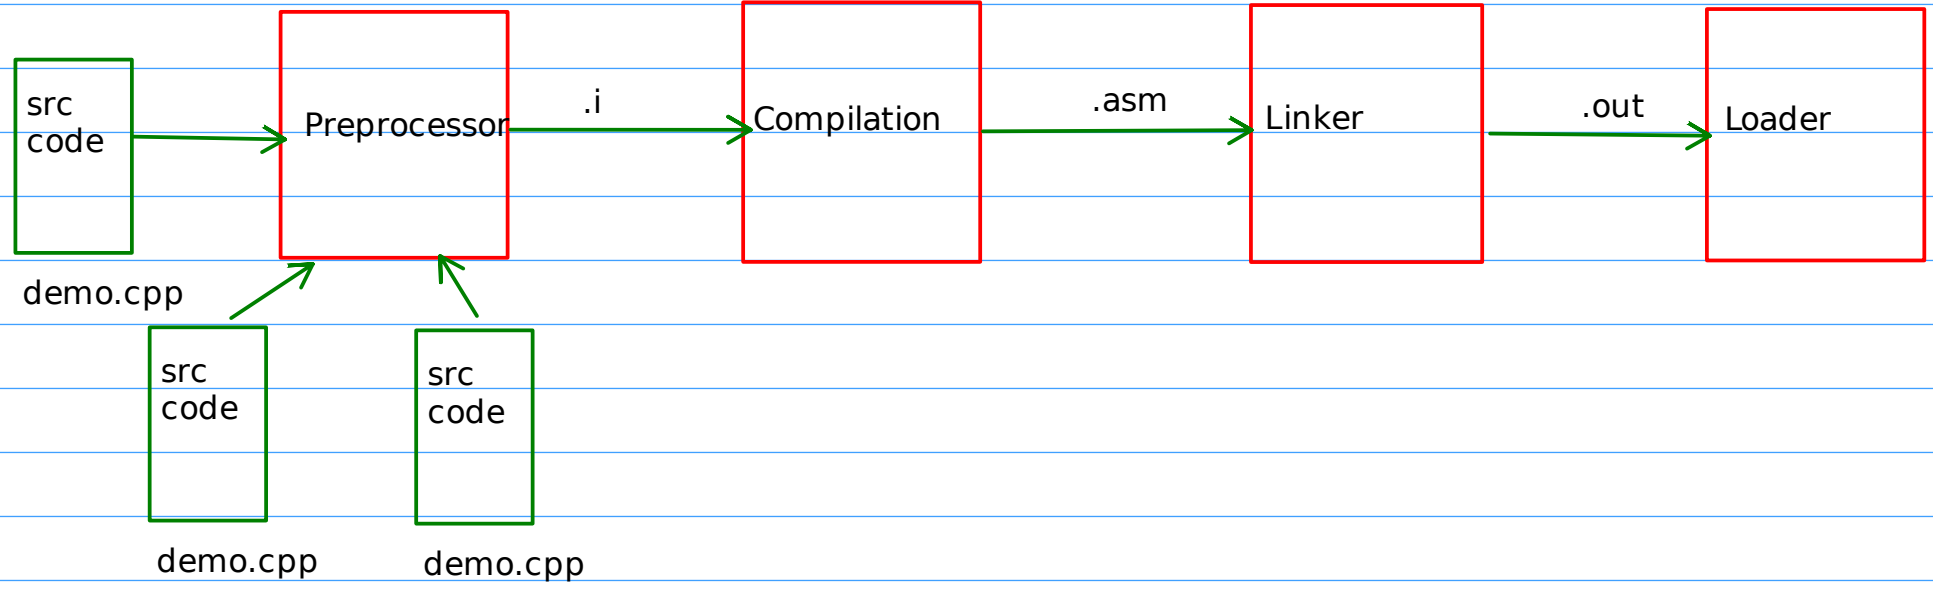 src
code
demo.cpp
Preprocessor
.i
Compilation
.asm
Linker
.out
Loader
src
code
demo.cpp
src
code
demo.cpp